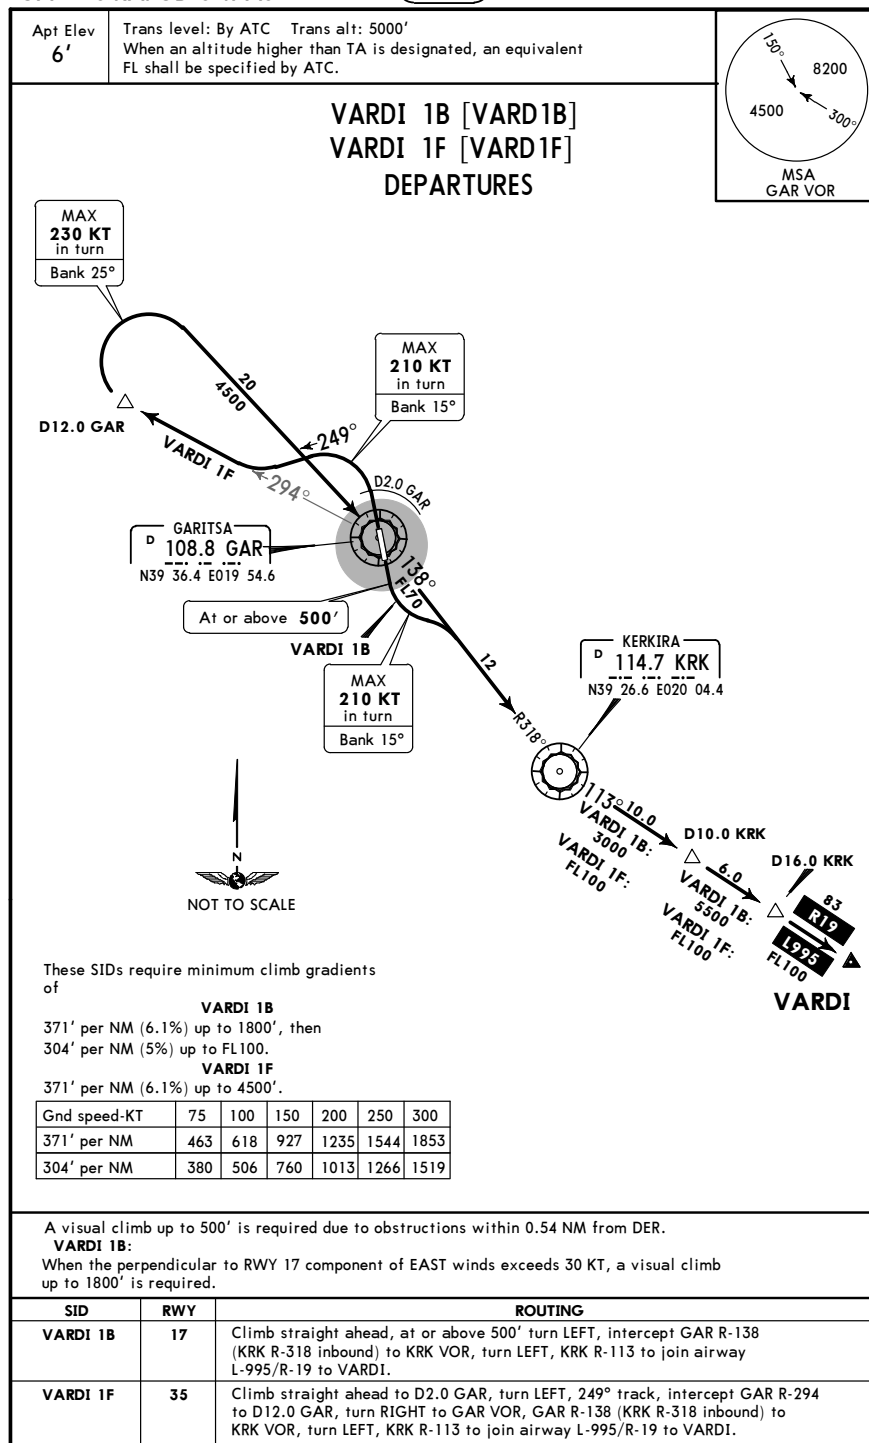 Apt Elev
6'
Trans level: By ATC Trans alt: 5000'
When an altitude higher than TA is designated, an equivalent
FL shall be specified by ATC.
150°
8200
4500
300°
MSA
GAR VOR
VARDI 1B [VARD1B]
VARDI 1F [VARD1F]
DEPARTURES
MAX
230 KT
in turn
Bank 25°
MAX
210 KT
in turn
Bank 15°
20
4500
D12.0 GAR
VARDI 1F
249°
294°
D2.0 GAR
GARITSA
D 108.8 GAR
N39 36.4 E019 54.6
138°
FL70
At or above 500'
VARDI 1B
12
MAX
210 KT
in turn
Bank 15°
KERKIRA
D 114.7 KRK
N39 26.6 E020 04.4
R318°
113° 10.0
VARDI 1B:
3000
VARDI 1F:
FL100
D10.0 KRK
6.0
VARDI 1B:
5500
VARDI 1F:
FL100
D16.0 KRK
83
R19
L995
FL100
VARDI
N
NOT TO SCALE
These SIDs require minimum climb gradients
of
VARDI 1B
371' per NM (6.1%) up to 1800', then
304' per NM (5%) up to FL100.
VARDI 1F
371' per NM (6.1%) up to 4500'.
Gnd speed-KT 75 100 150 200 250 300
371' per NM 463 618 927 1235 1544 1853
304' per NM 380 506 760 1013 1266 1519
A visual climb up to 500' is required due to obstructions within 0.54 NM from DER.
VARDI 1B:
When the perpendicular to RWY 17 component of EAST winds exceeds 30 KT, a visual climb
up to 1800' is required.
SID RWY ROUTING
VARDI 1B 17 Climb straight ahead, at or above 500' turn LEFT, intercept GAR R-138
(KRK R-318 inbound) to KRK VOR, turn LEFT, KRK R-113 to join airway
L-995/R-19 to VARDI.
VARDI 1F 35 Climb straight ahead to D2.0 GAR, turn LEFT, 249° track, intercept GAR R-294
to D12.0 GAR, turn RIGHT to GAR VOR, GAR R-138 (KRK R-318 inbound) to
KRK VOR, turn LEFT, KRK R-113 to join airway L-995/R-19 to VARDI.